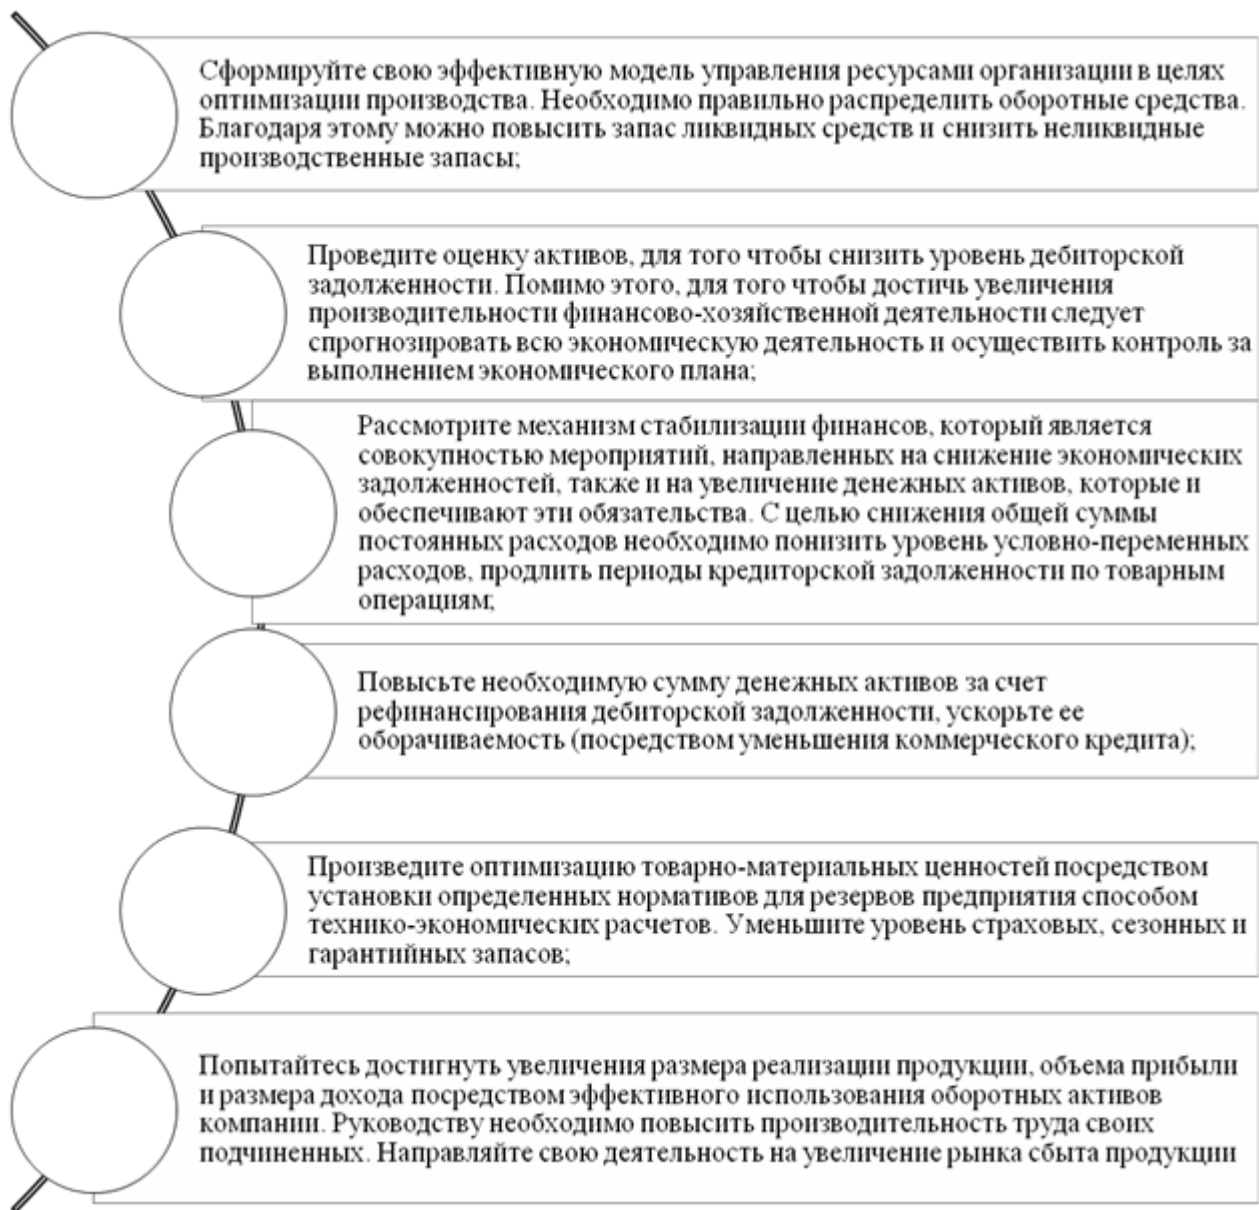 Сформируйте свою эффективную модель управления ресурсами организации в целях
оптимизации производства. Необходимо правильно распределить оборотные средства.
Благодаря этому можно повысить запас ликвидных средств и снизить неликвидные
производственные запасы;
Проведите оценку активов, для того чтобы снизить уровень дебиторской
задолженности. Помимо этого, для того чтобы достичь увеличения
производительности финансово-хозяйственной деятельности следует
спрогнозировать всю экономическую деятельность и осуществить контроль за
выполнением экономического плана;
Рассмотрите механизм стабилизации финансов, который является
совокупностью мероприятий, направленных на снижение экономических
задолженностей, также и на увеличение денежных активов, которые и
обеспечивают эти обязательства. С целью снижения общей суммы
постоянных расходов необходимо понизить уровень условно-переменных
расходов, продлить периоды кредиторской задолженности по товарным
операциям;
Повысьте необходимую сумму денежных активов за счет
рефинансирования дебиторской задолженности, ускорьте ее
оборачиваемость (посредством уменьшения коммерческого кредита);
Произведите оптимизацию товарно-материальных ценностей посредством
установки определенных нормативов для резервов предприятия способом
технико-экономических расчетов. Уменьшите уровень страховых, сезонных и
гарантийных запасов;
Попытайтесь достигнуть увеличения размера реализации продукции, объема прибыли
и размера дохода посредством эффективного использования оборотных активов
компании. Руководству необходимо повысить производительность труда своих
подчиненных. Направляйте свою деятельность на увеличение рынка сбыта продукции